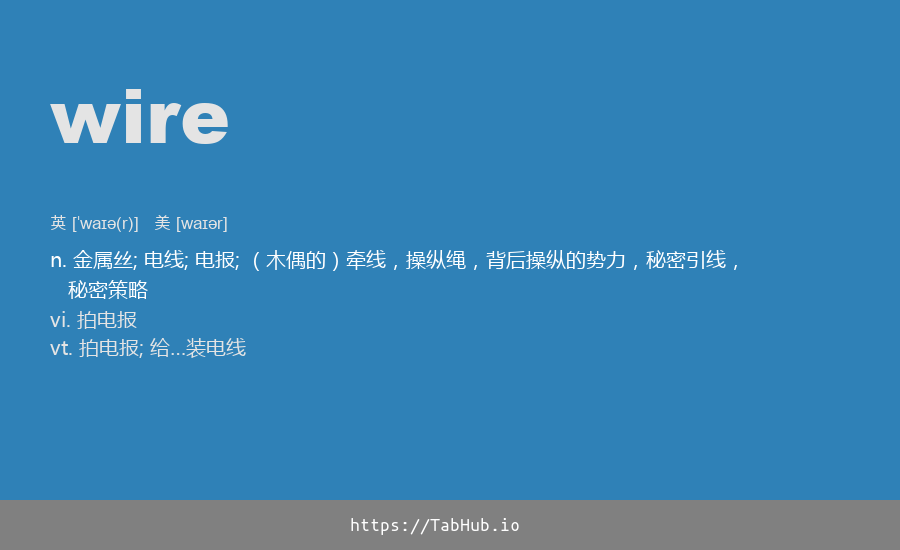 wire
英 ['waɪə(r)] 美 [waɪər]
n. 金属丝; 电线; 电报; （木偶的）牵线，操纵绳，背后操纵的势力，秘密引线，
秘密策略
vi. 拍电报
vt. 拍电报; 给...装电线
https://TabHub.io